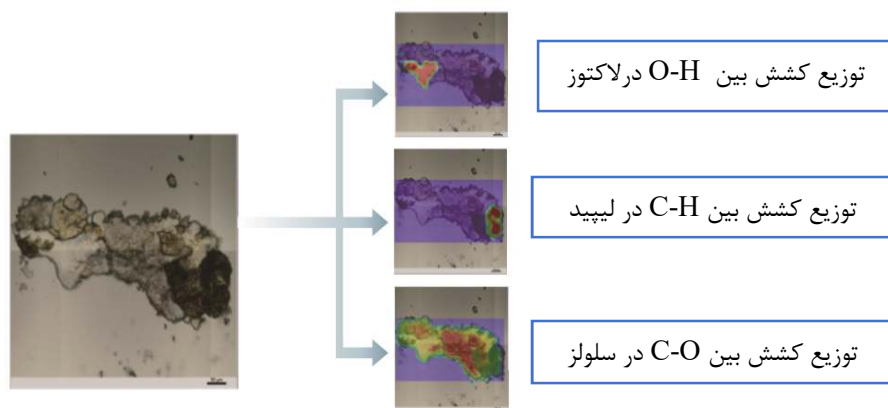 توزیع کشش بین O-H درلاکتوز
توزیع کشش بین C-H در لیپید
توزیع کشش بین C-O در سلولز